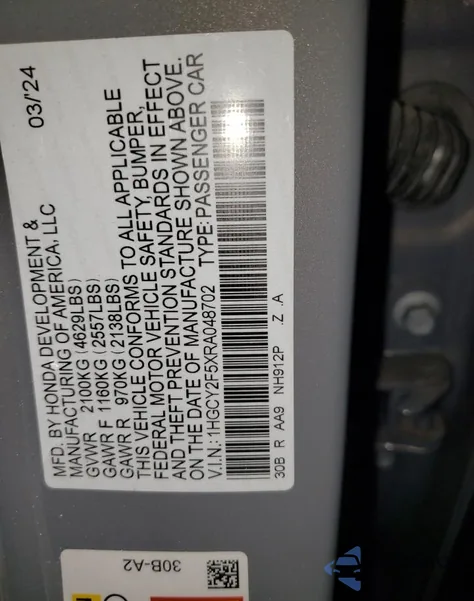 MFD. BY HONDA DEVELOPMENT &
MANUFACTURING OF AMERICA, LLC 03/'24
GVWR 2100KG (4629LBS)
GAWR F 1160KG (2557LBS)
GAWR R 970KG (2138LBS)
THIS VEHICLE CONFORMS TO ALL APPLICABLE
FEDERAL MOTOR VEHICLE SAFETY, BUMPER,
AND THEFT PREVENTION STANDARDS IN EFFECT
ON THE DATE OF MANUFACTURE SHOWN ABOVE.
V.I.N.: 1HGCY2F5XRA048702 TYPE: PASSENGER CAR
30B R AA9 NH912P .Z .A
30B-A2